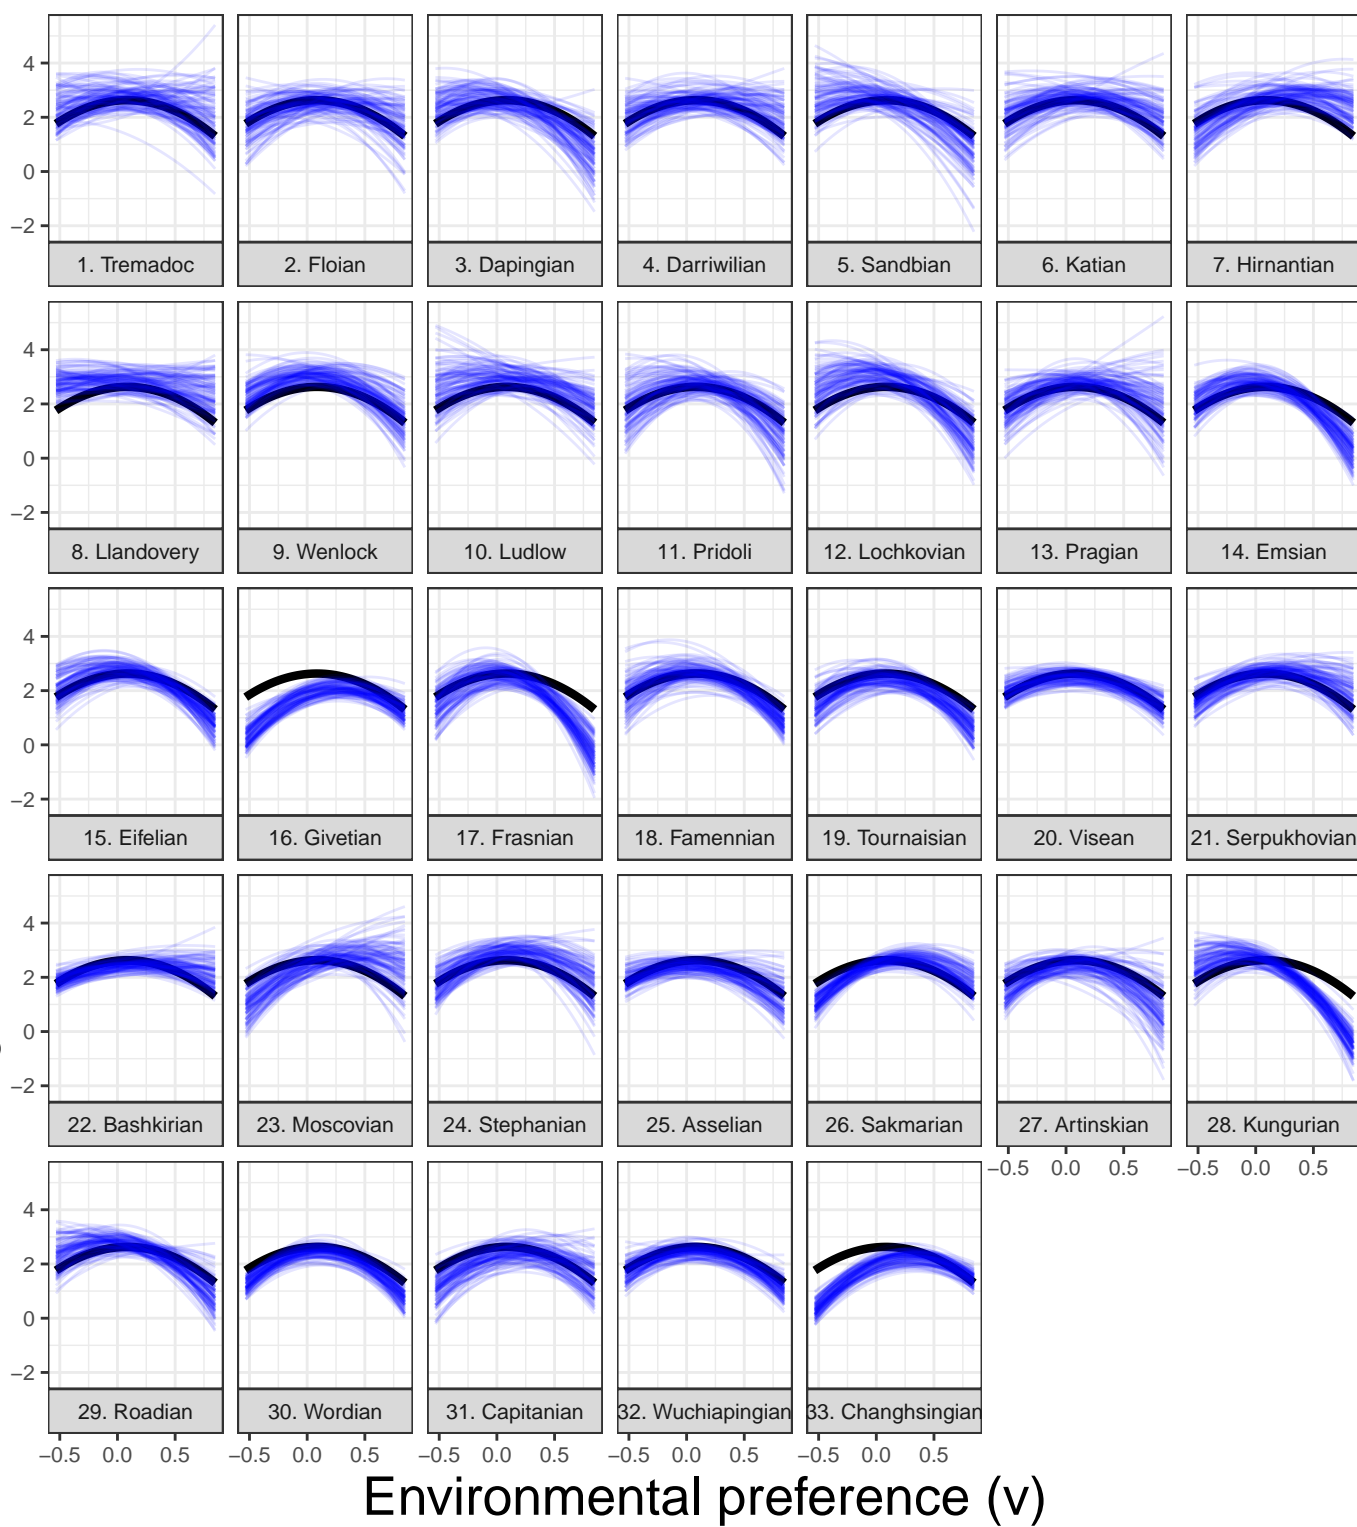 4
2
0
−2
1. Tremadoc
2. Floian
3. Dapingian
4. Darriwilian
5. Sandbian
6. Katian
7. Hirnantian
4
2
0
−2
8. Llandovery
9. Wenlock
10. Ludlow
11. Pridoli
12. Lochkovian
13. Pragian
14. Emsian
4
2
0
−2
15. Eifelian
16. Givetian
17. Frasnian
18. Famennian
19. Tournaisian
20. Visean
21. Serpukhovian
4
2
0
−2
22. Bashkirian
23. Moscovian
24. Stephanian
25. Asselian
26. Sakmarian
27. Artinskian
28. Kungurian
−0.5 0.0 0.5 −0.5 0.0 0.5
4
2
0
−2
29. Roadian
30. Wordian
31. Capitanian
32. Wuchiapingian
33. Changhsingian
−0.5 0.0 0.5 −0.5 0.0 0.5 −0.5 0.0 0.5 −0.5 0.0 0.5 −0.5 0.0 0.5
Environmental preference (v)